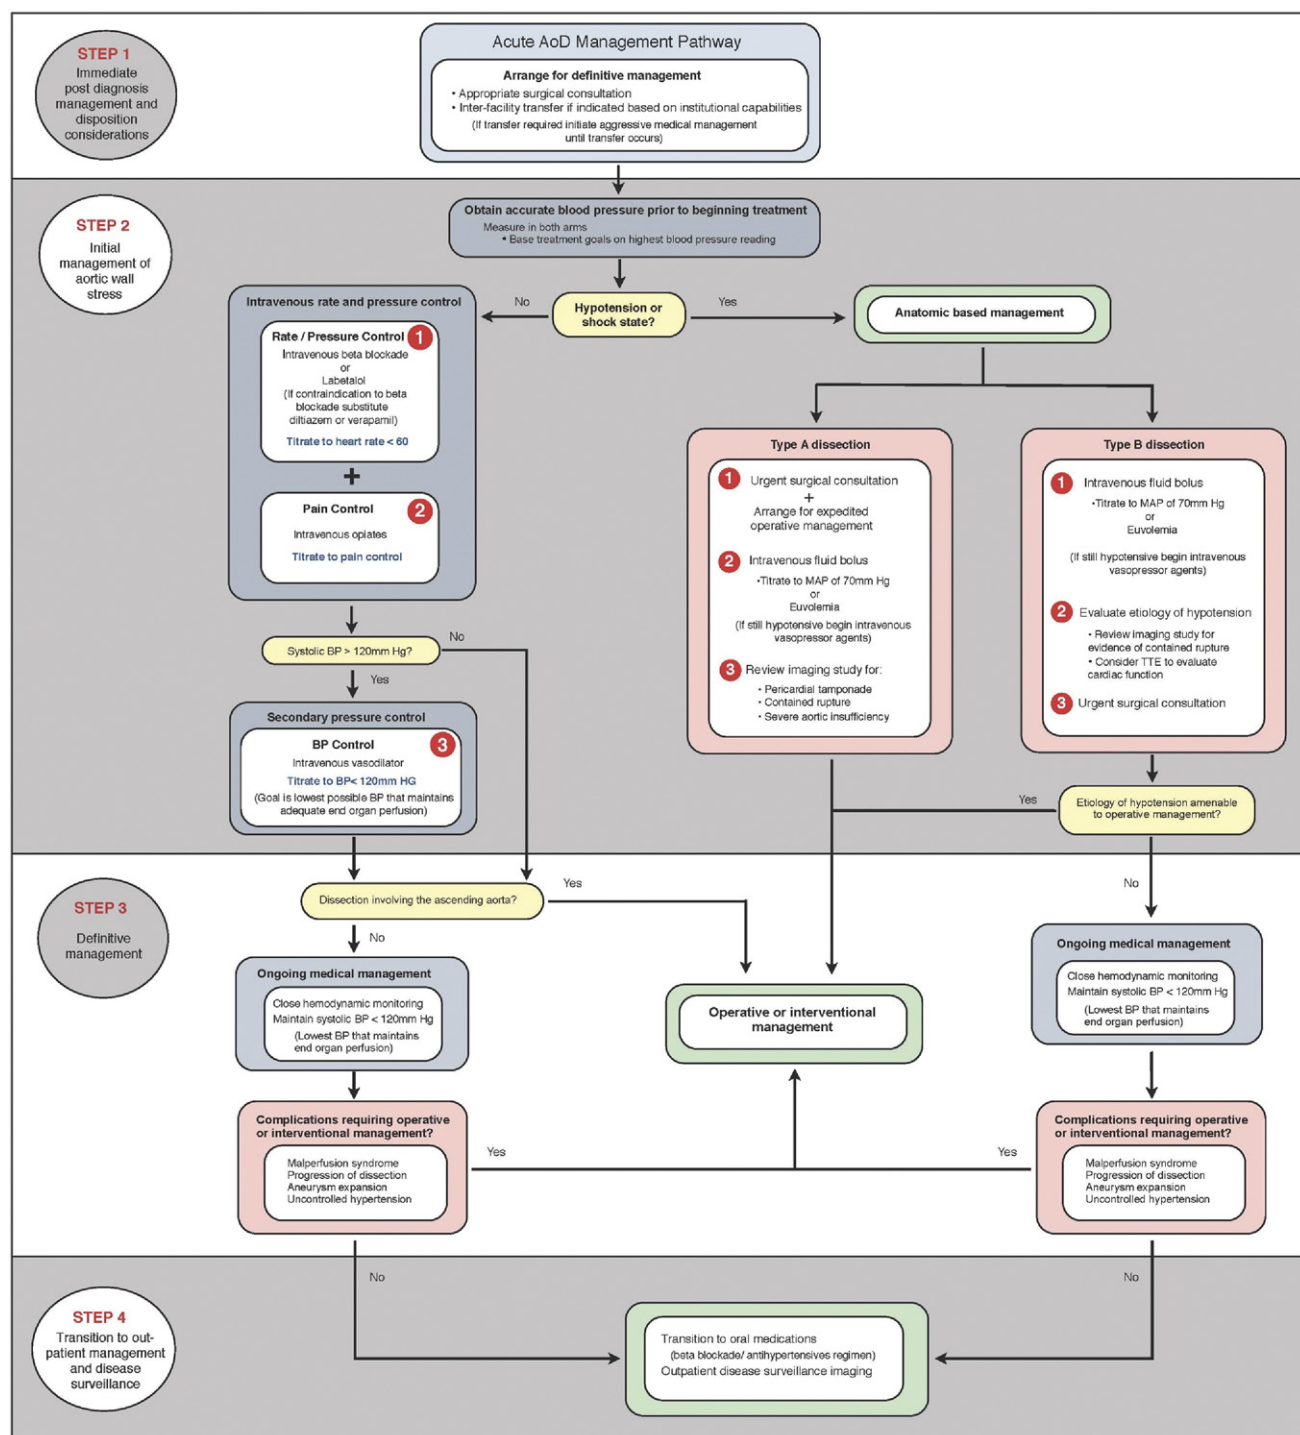 STEP 1
Immediate
post diagnosis
management and
disposition
considerations
Acute AoD Management Pathway
Arrange for definitive management
• Appropriate surgical consultation
• Inter-facility transfer if indicated based on institutional capabilities
(If transfer required initiate aggressive medical management
until transfer occurs)
STEP 2
Initial
management of
aortic wall
stress
Obtain accurate blood pressure prior to beginning treatment
Measure in both arms
• Base treatment goals on highest blood pressure reading
Hypotension or
shock state?
No
Yes
Intravenous rate and pressure control
Rate / Pressure Control
1
Intravenous beta blockade
or
Labetalol
(If contraindication to beta
blockade substitute
diltiazem or verapamil)
Titrate to heart rate < 60
+
Pain Control
2
Intravenous opiates
Titrate to pain control
Anatomic based management
Type A dissection
1 Urgent surgical consultation
+
Arrange for expedited
operative management
2 Intravenous fluid bolus
•Titrate to MAP of 70mm Hg
or
Euvolemia
(If still hypotensive begin intravenous
vasopressor agents)
3 Review imaging study for:
• Pericardial tamponade
• Contained rupture
• Severe aortic insufficiency
Type B dissection
1 Intravenous fluid bolus
•Titrate to MAP of 70mm Hg
or
Euvolemia
(If still hypotensive begin intravenous
vasopressor agents)
2 Evaluate etiology of hypotension
• Review imaging study for
evidence of contained rupture
• Consider TTE to evaluate
cardiac function
3 Urgent surgical consultation
Systolic BP > 120mm Hg?
No
Yes
Secondary pressure control
BP Control
3
Intravenous vasodilator
Titrate to BP< 120mm HG
(Goal is lowest possible BP that maintains
adequate end organ perfusion)
Etiology of hypotension amenable
to operative management?
Yes
No
STEP 3
Definitive
management
Dissection involving the ascending aorta?
Yes
No
Ongoing medical management
Close hemodynamic monitoring
Maintain systolic BP < 120mm Hg
(Lowest BP that maintains
end organ perfusion)
Operative or interventional
management
Ongoing medical management
Close hemodynamic monitoring
Maintain systolic BP < 120mm Hg
(Lowest BP that maintains
end organ perfusion)
Complications requiring operative
or interventional management?
Malperfusion syndrome
Progression of dissection
Aneurysm expansion
Uncontrolled hypertension
Yes
Yes
Complications requiring operative
or interventional management?
Malperfusion syndrome
Progression of dissection
Aneurysm expansion
Uncontrolled hypertension
No
No
STEP 4
Transition to out-
patient management
and disease
surveillance
Transition to oral medications
(beta blockade/ antihypertensives regimen)
Outpatient disease surveillance imaging